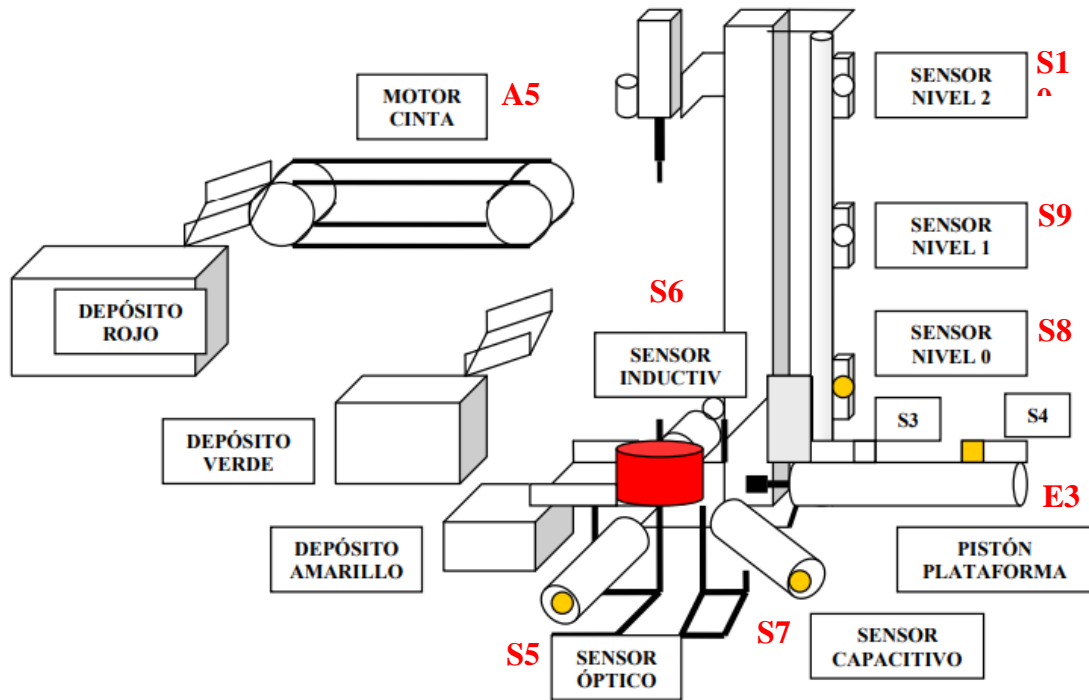 SENSOR
NIVEL 2
S1
MOTOR
CINTA
A5
SENSOR
NIVEL 1
S9
S6
DEPÓSITO
ROJO
SENSOR
NIVEL 0
S8
SENSOR
INDUCTIV
S3
S4
DEPÓSITO
VERDE
E3
DEPÓSITO
AMARILLO
PISTÓN
PLATAFORMA
S5
SENSOR
ÓPTICO
S7
SENSOR
CAPACITIVO